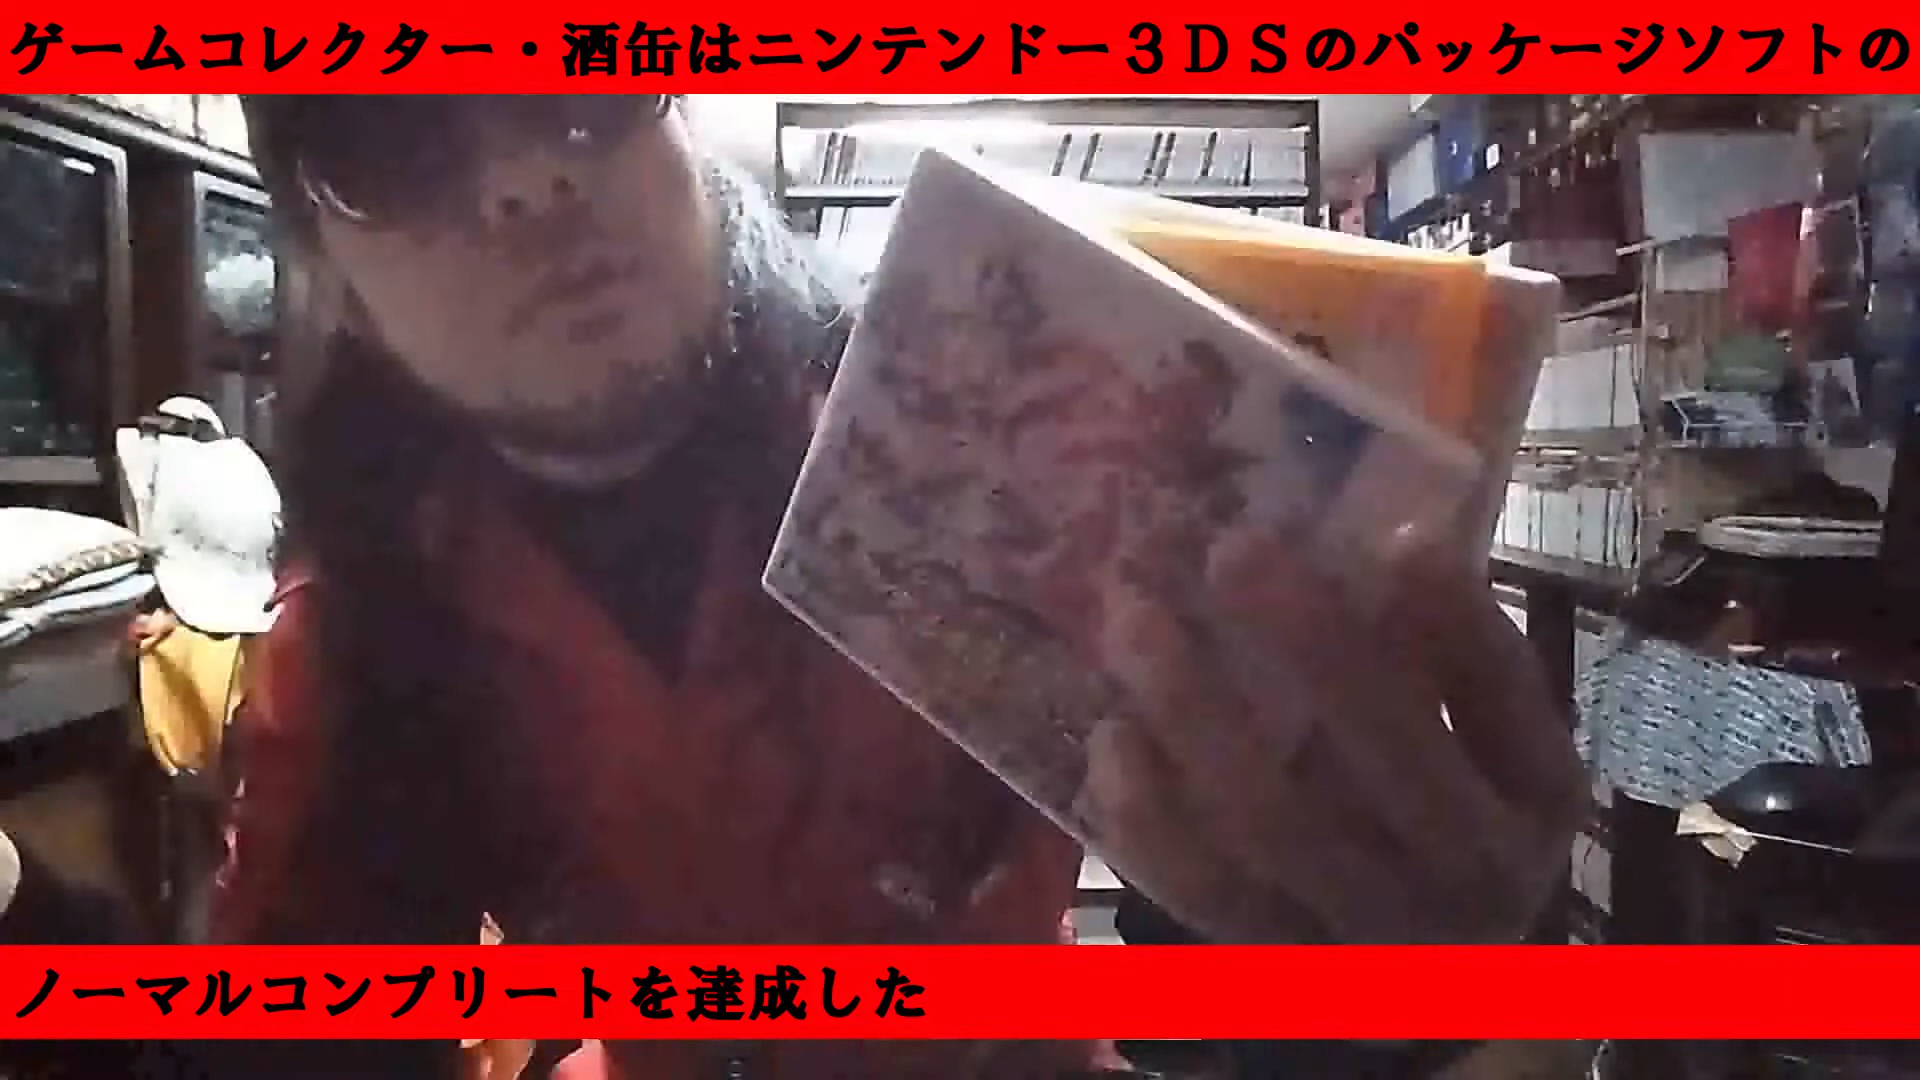 ゲームコレクター・酒缶はニンテンドー３ＤＳのパッケージソフトの
ノーマルコンプリートを達成した